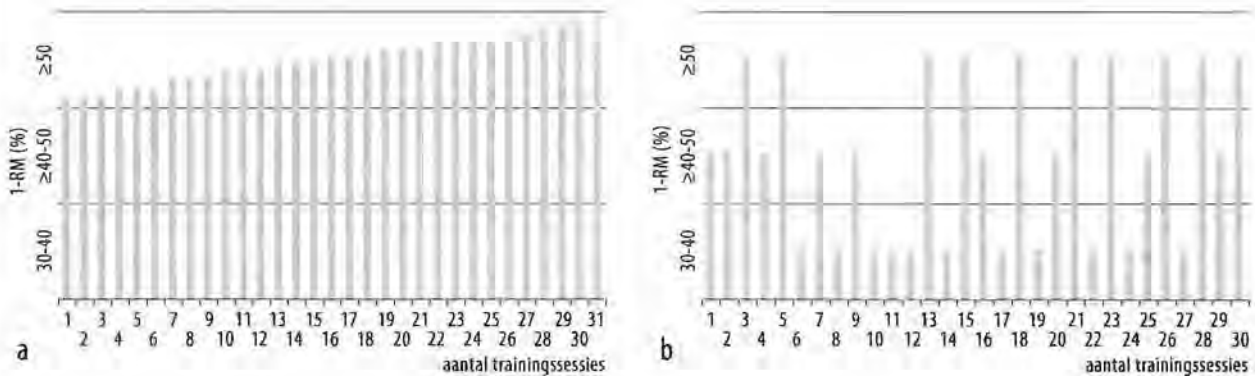 1-RM (%)
≥50
≥40-50
30-40
1 3 5 7 9 11 13 15 17 19 21 23 25 27 29 31
2 4 6 8 10 12 14 16 18 20 22 24 26 28 30
a
aantal trainingssessies
1-RM (%)
≥50
≥40-50
30-40
1 3 5 7 9 11 13 15 17 19 21 23 25 27 29
2 4 6 8 10 12 14 16 18 20 22 24 26 28 30
b
aantal trainingssessies